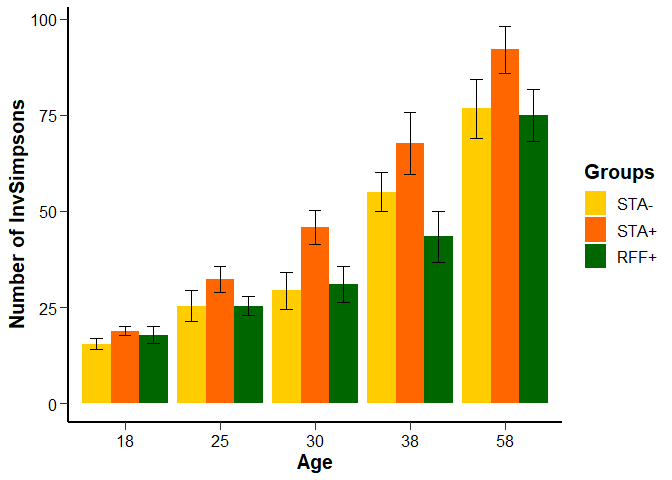 Number of InvSimpsons
100
75
50
25
0
18 25 30 38 58
Age
Groups
STA-
STA+
RFF+